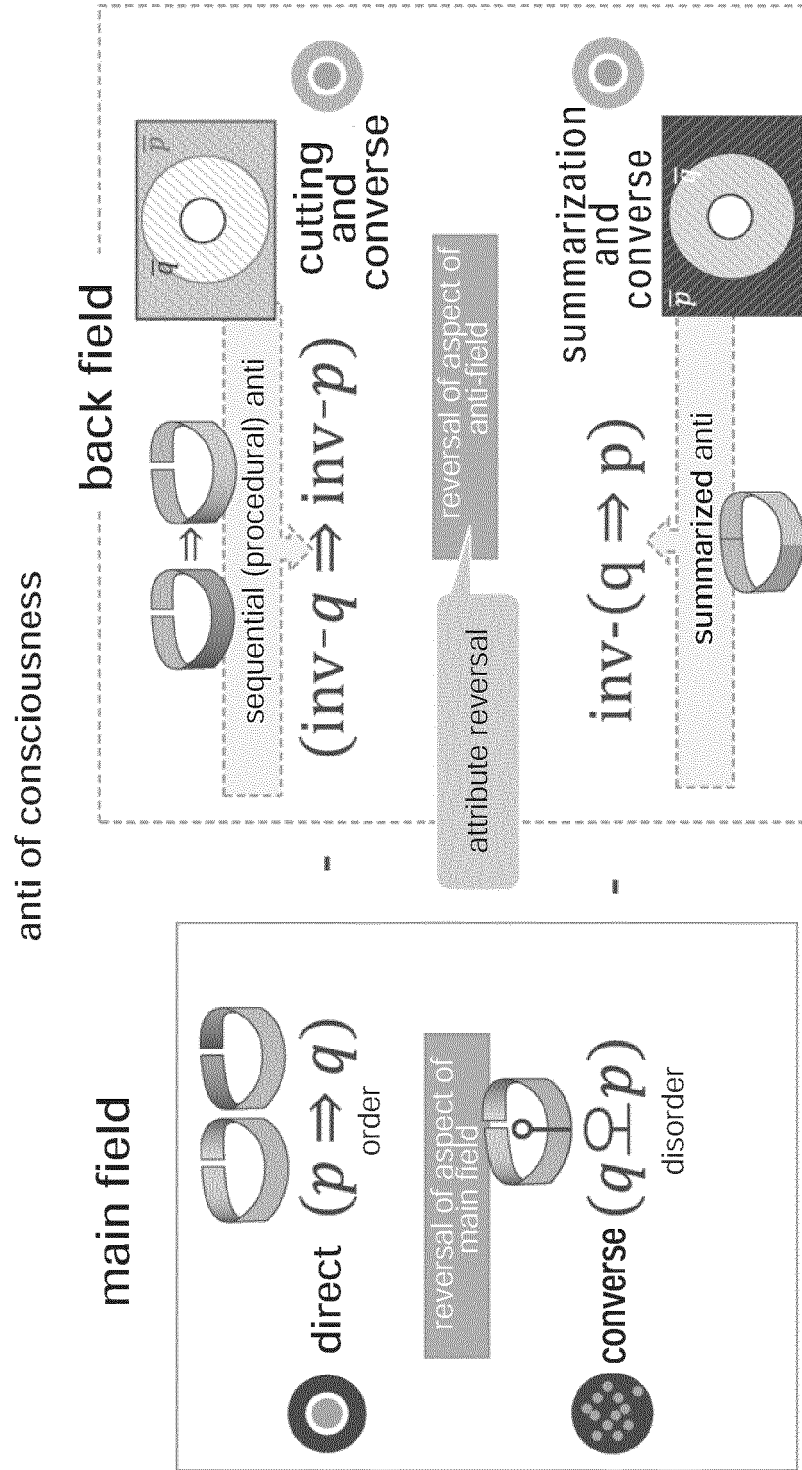 anti of consciousness
main field
back field
direct (p ⇒ q)
order
reversal of aspect of
main field
converse (q p)
disorder
-
-
attribute reversal
⇒
sequential (procedural) anti
(inv-q ⇒ inv-p)
q̅
p̅
cutting
and
converse
reversal of aspect of
anti-field
inv-(q ⇒ p)
summarized anti
summarization
and
converse
p̅